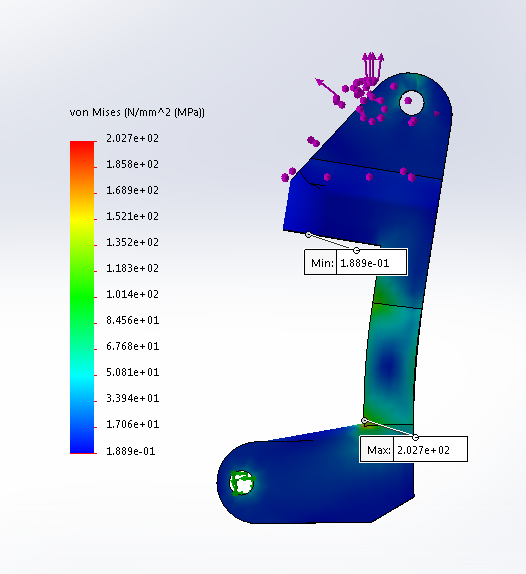 von Mises (N/mm^2 (MPa))
2.027e+02
1.858e+02
1.689e+02
1.521e+02
1.352e+02
1.183e+02
1.014e+02
8.456e+01
6.768e+01
5.081e+01
3.394e+01
1.706e+01
1.889e-01
Min: 1.889e-01
Max: 2.027e+02